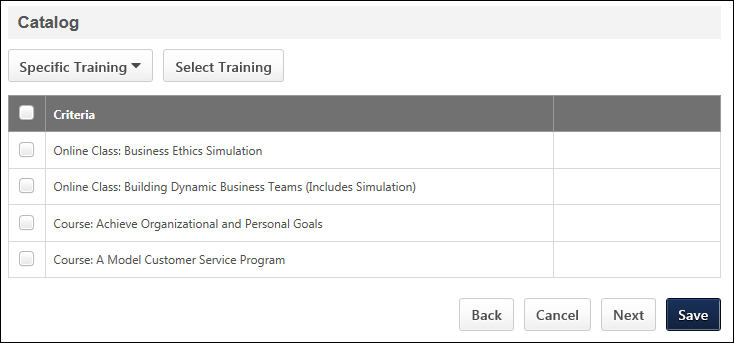 Catalog
Specific Training
Select Training
Criteria
Online Class: Business Ethics Simulation
Online Class: Building Dynamic Business Teams (Includes Simulation)
Course: Achieve Organizational and Personal Goals
Course: A Model Customer Service Program
Back
Cancel
Next
Save